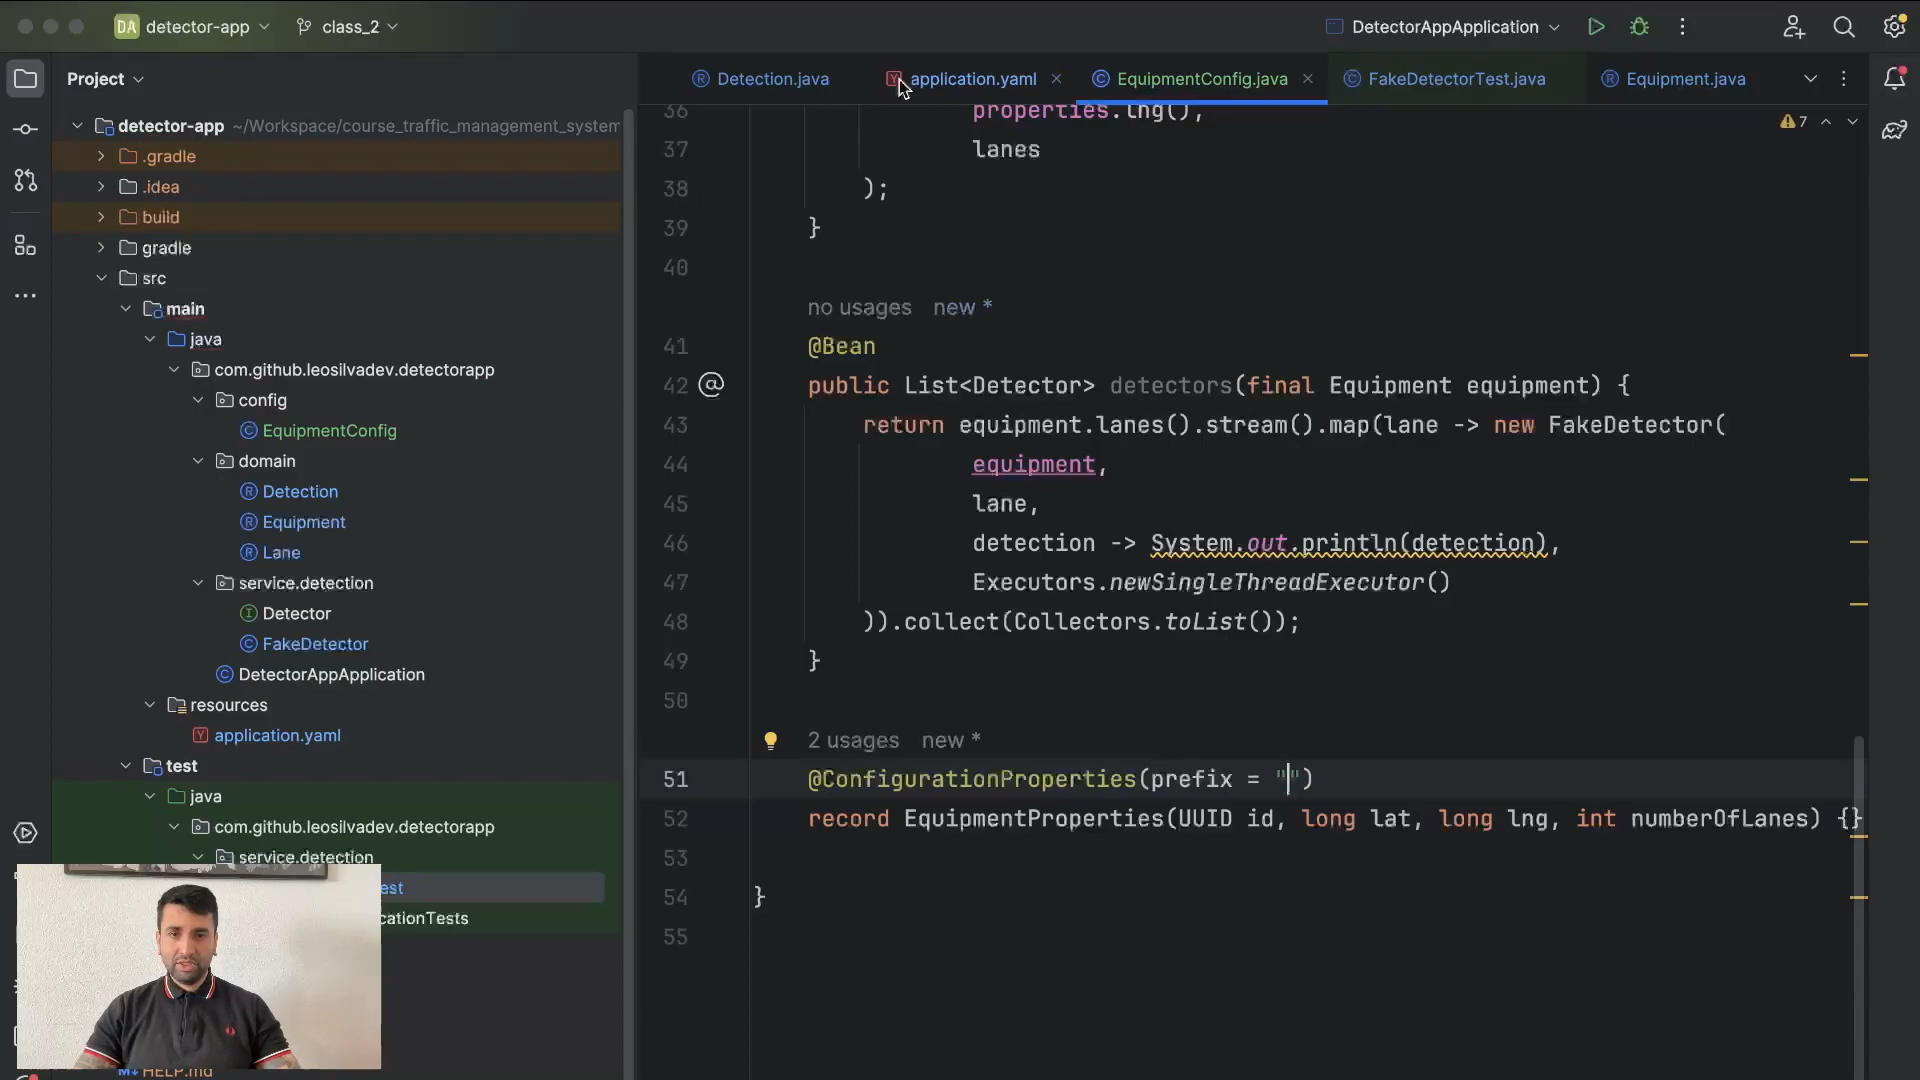 DA detector-app class_2 DetectorAppApplication
Project
Detection.java application.yaml EquipmentConfig.java FakeDetectorTest.java Equipment.java
detector-app ~/Workspace/course_traffic_management_system
.gradle
.idea
build
gradle
src
main
java
com.github.leosilvadev.detectorapp
config
EquipmentConfig
domain
Detection
Equipment
Lane
service.detection
Detector
FakeDetector
DetectorAppApplication
resources
application.yaml
test
java
com.github.leosilvadev.detectorapp
service.detection
est
cationTests
HELP.md
7
36 properties.lng(),
37 lanes
38 );
39 }
40
no usages new *
41 @Bean
42 public List<Detector> detectors(final Equipment equipment) {
43 return equipment.lanes().stream().map(lane -> new FakeDetector(
44 equipment,
45 lane,
46 detection -> System.out.println(detection),
47 Executors.newSingleThreadExecutor()
48 )).collect(Collectors.toList());
49 }
50
2 usages new *
51 @ConfigurationProperties(prefix = "")
52 record EquipmentProperties(UUID id, long lat, long lng, int numberOfLanes) {}
53
54 }
55